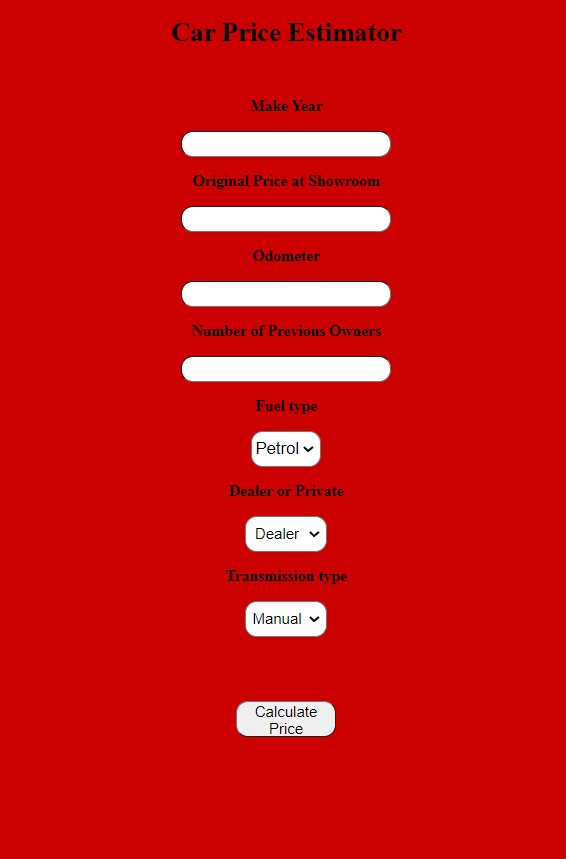 Car Price Estimator
Make Year
Original Price at Showroom
Odometer
Number of Previous Owners
Fuel type
Petrol
Dealer or Private
Dealer
Transmission type
Manual
Calculate
Price